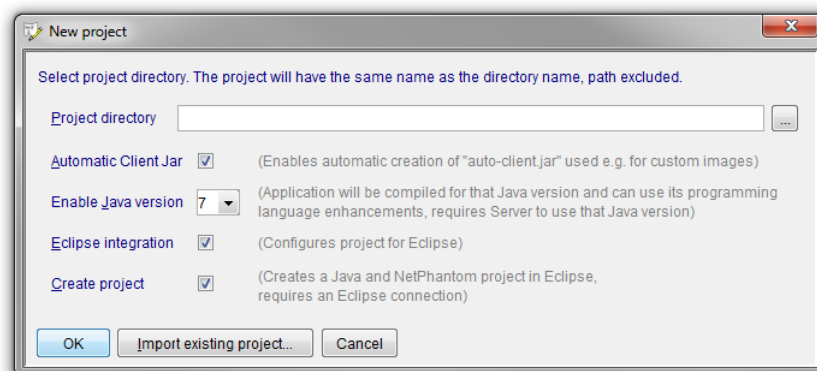 New project
Select project directory. The project will have the same name as the directory name, path excluded.
Project directory ...
Automatic Client Jar (Enables automatic creation of "auto-client.jar" used e.g. for custom images)
Enable Java version 7 (Application will be compiled for that Java version and can use its programming
language enhancements, requires Server to use that Java version)
Eclipse integration (Configures project for Eclipse)
Create project (Creates a Java and NetPhantom project in Eclipse,
requires an Eclipse connection)
OK Import existing project... Cancel